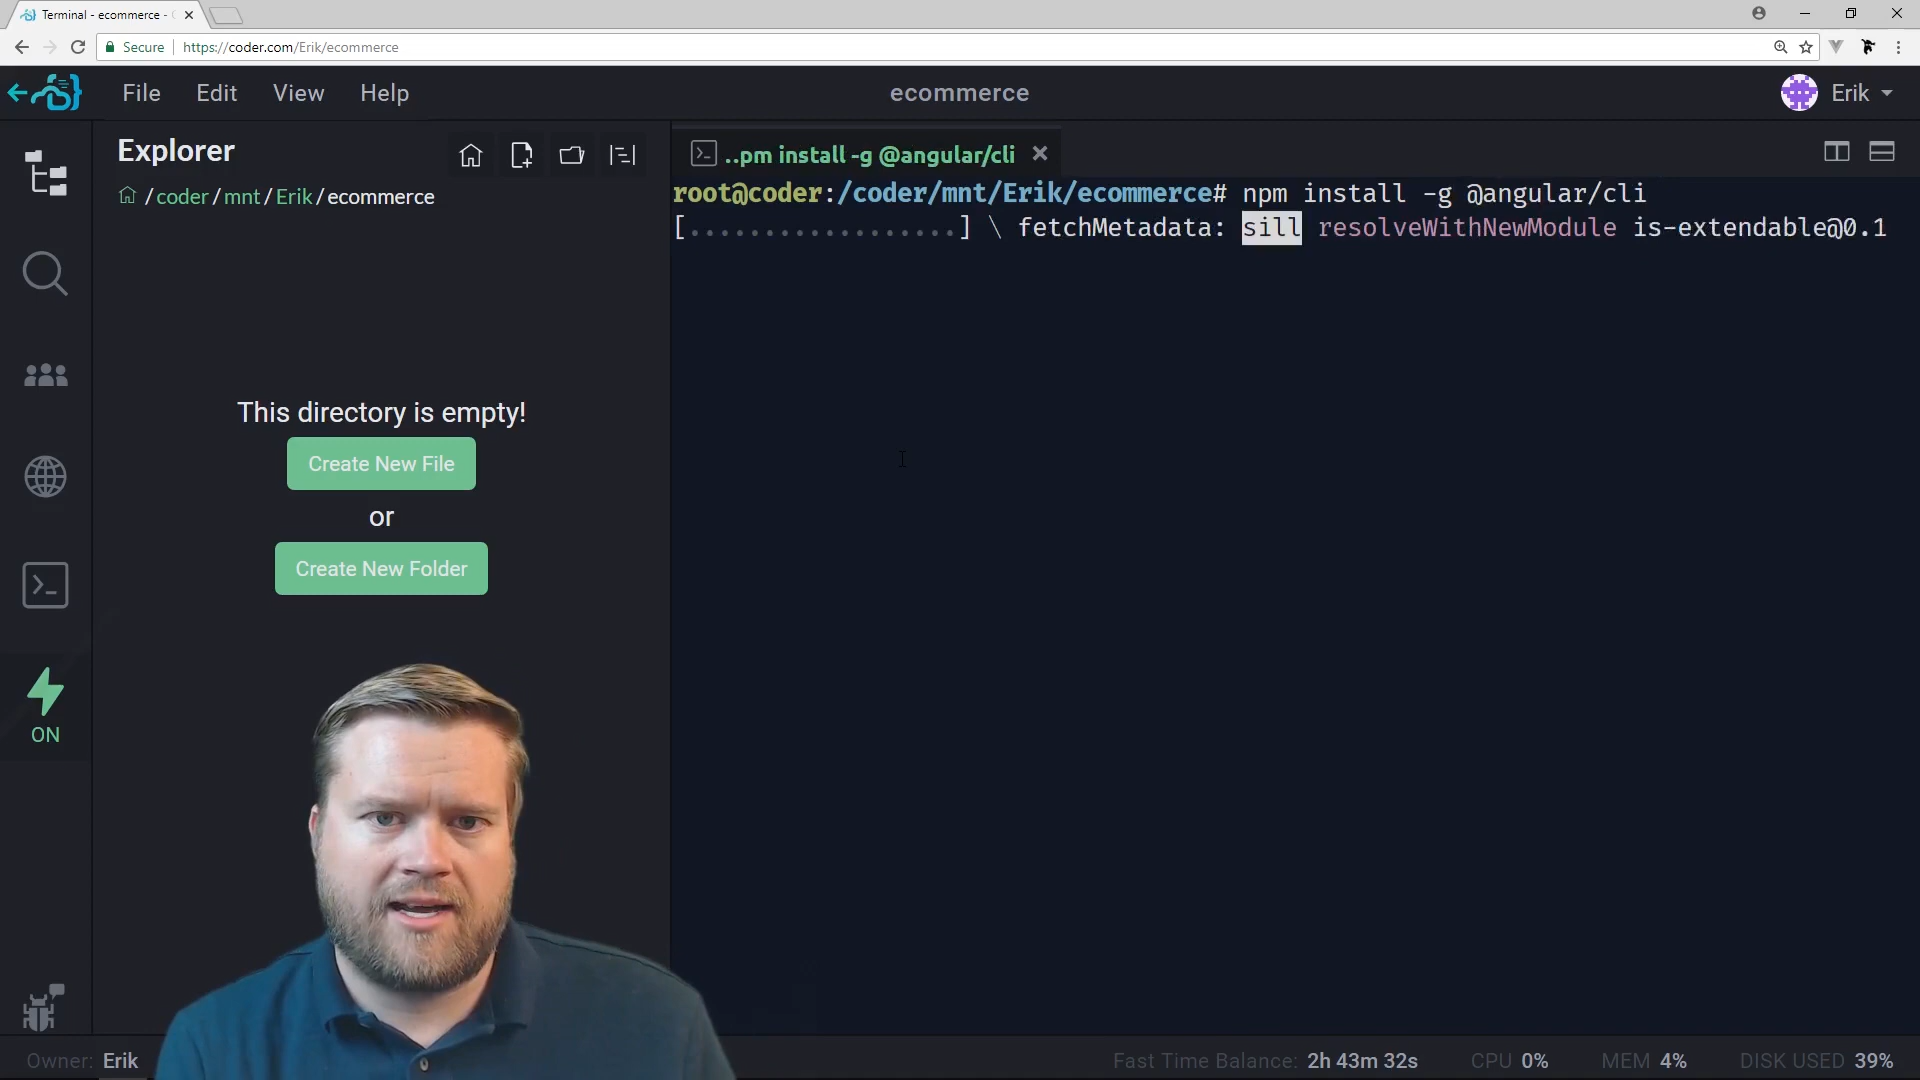 Terminal - ecommerce -
Secure
https://coder.com/Erik/ecommerce
File
Edit
View
Help
ecommerce
Erik
Explorer
/coder/mnt/Erik/ecommerce
..pm install -g @angular/cli
root@coder:/coder/mnt/Erik/ecommerce# npm install -g @angular/cli
[..................] \ fetchMetadata: sill resolveWithNewModule is-extendable@0.1
This directory is empty!
Create New File
or
Create New Folder
ON
Owner: Erik
Fast Time Balance: 2h 43m 32s
CPU 0%
MEM 4%
DISK USED 39%